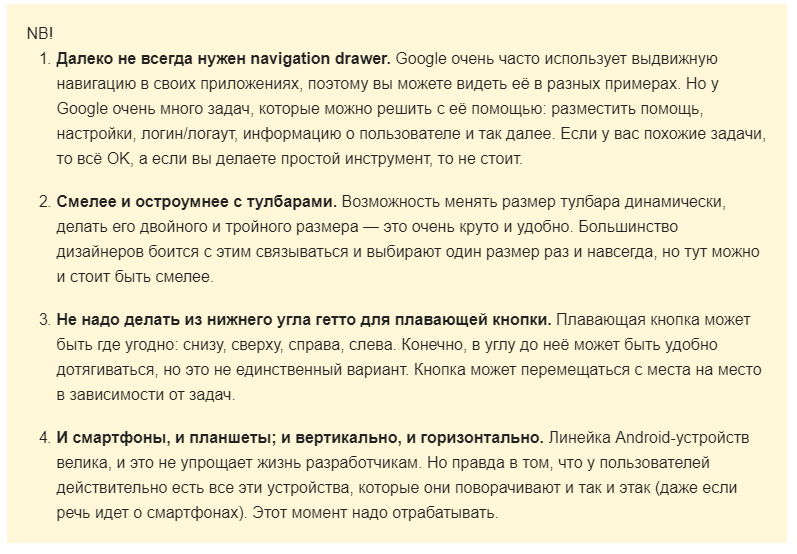 NB!
1. Далеко не всегда нужен navigation drawer. Google очень часто использует выдвижную
навигацию в своих приложениях, поэтому вы можете видеть её в разных примерах. Но у
Google очень много задач, которые можно решить с её помощью: разместить помощь,
настройки, логин/логаут, информацию о пользователе и так далее. Если у вас похожие задачи,
то всё OK, а если вы делаете простой инструмент, то не стоит.
2. Смелее и остроумнее с тулбарами. Возможность менять размер тулбара динамически,
делать его двойного и тройного размера — это очень круто и удобно. Большинство
дизайнеров боится с этим связываться и выбирают один размер раз и навсегда, но тут можно
и стоит быть смелее.
3. Не надо делать из нижнего угла гетто для плавающей кнопки. Плавающая кнопка может
быть где угодно: снизу, сверху, справа, слева. Конечно, в углу до неё может быть удобно
дотягиваться, но это не единственный вариант. Кнопка может перемещаться с места на место
в зависимости от задач.
4. И смартфоны, и планшеты; и вертикально, и горизонтально. Линейка Android-устройств
велика, и это не упрощает жизнь разработчикам. Но правда в том, что у пользователей
действительно есть все эти устройства, которые они поворачивают и так и этак (даже если
речь идет о смартфонах). Этот момент надо отрабатывать.